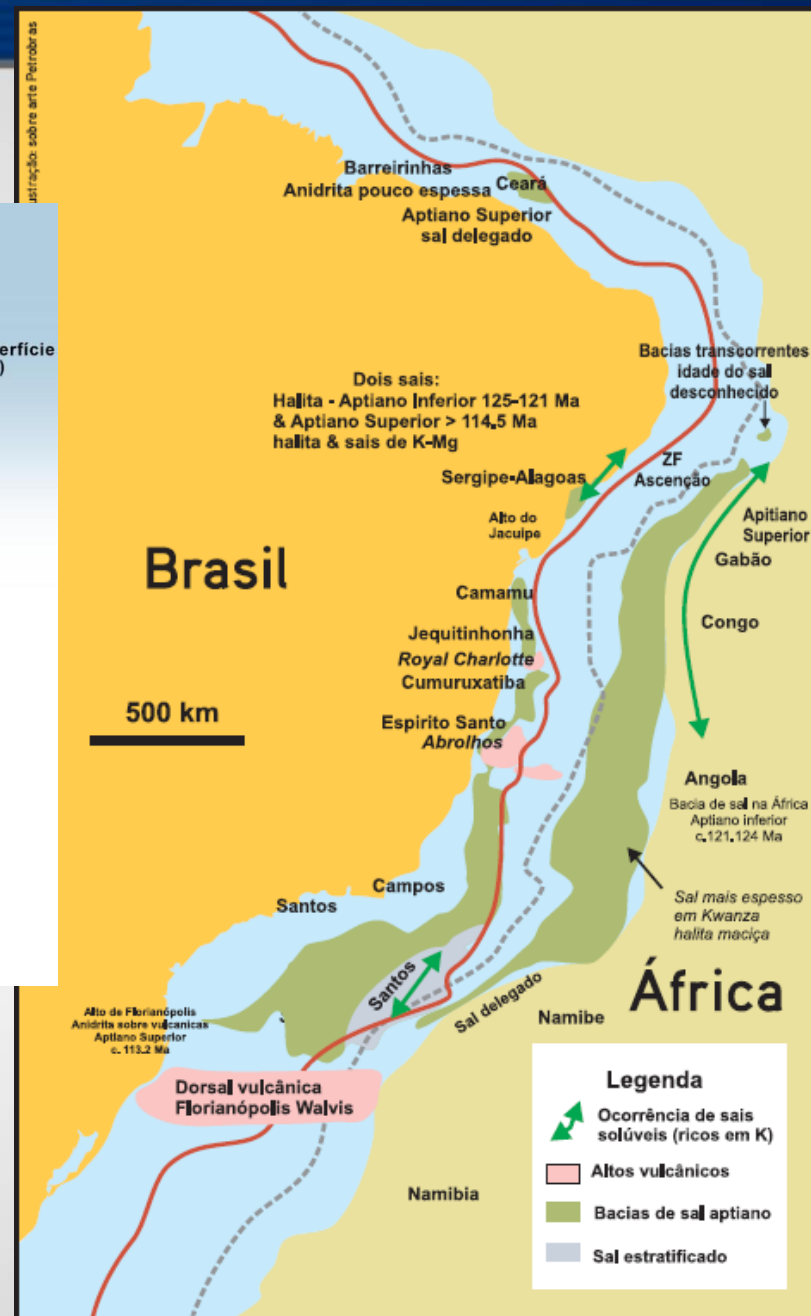 ustração: sobre arte Petrobras
erfície
)
Barreirinhas
Anidrita pouco espessa
Ceará
Aptiano Superior
sal delegado
Bacias transcorrentes
idade do sal
desconhecido
Dois sais:
Halita - Aptiano Inferior 125-121 Ma
& Aptiano Superior > 114.5 Ma
halita & sais de K-Mg
Sergipe-Alagoas
ZF
Ascenção
Alto do
Jacuipe
Apitiano
Superior
Gabão
Brasil
Camamu
Congo
Jequitinhonha
Royal Charlotte
Cumuruxatiba
500 km
Espirito Santo
Abrolhos
Angola
Bacia de sal na África
Aptiano inferior
c.121.124 Ma
Campos
Santos
Sal mais espesso
em Kwanza
halita maciça
Santos
Sal delegado
África
Namibe
Alto de Florianópolis
Anidrita sobre vulcanicas
Aptiano Superior
c. 113.2 Ma
Dorsal vulcânica
Florianópolis Walvis
Namibia
Legenda
Ocorrência de sais
solúveis (ricos em K)
Altos vulcânicos
Bacias de sal aptiano
Sal estratificado